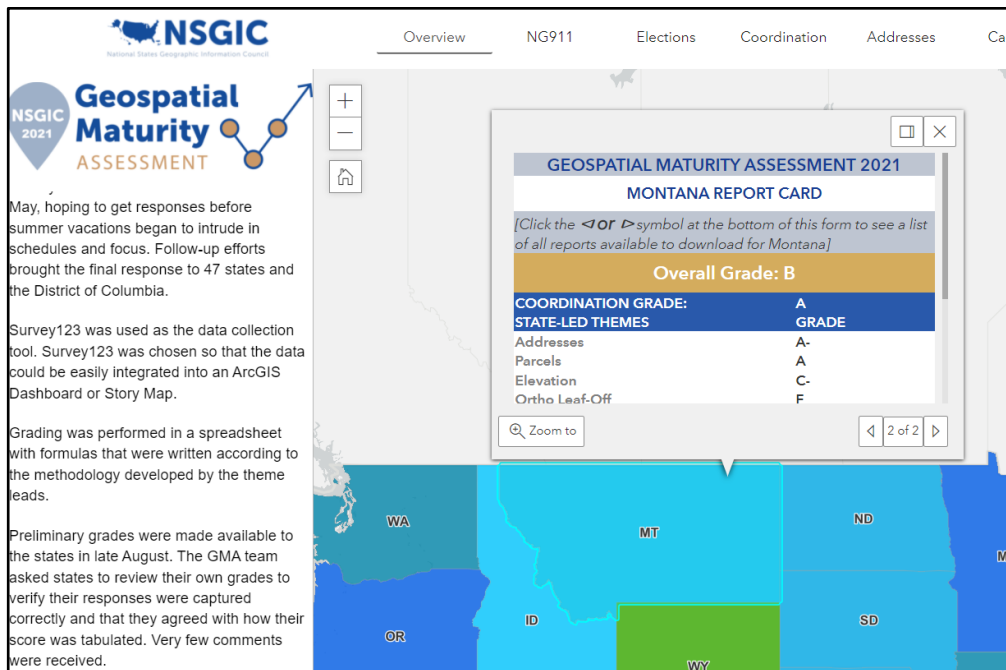 NSGIC
National States Geographic Information Council
Overview
NG911
Elections
Coordination
Addresses
Ca
NSGIC
2021
Geospatial
Maturity
ASSESSMENT
May, hoping to get responses before
summer vacations began to intrude in
schedules and focus. Follow-up efforts
brought the final response to 47 states and
the District of Columbia.
Survey123 was used as the data collection
tool. Survey123 was chosen so that the data
could be easily integrated into an ArcGIS
Dashboard or Story Map.
Grading was performed in a spreadsheet
with formulas that were written according to
the methodology developed by the theme
leads.
Preliminary grades were made available to
the states in late August. The GMA team
asked states to review their own grades to
verify their responses were captured
correctly and that they agreed with how their
score was tabulated. Very few comments
were received.
GEOSPATIAL MATURITY ASSESSMENT 2021
MONTANA REPORT CARD
[Click the ◁ or ▷ symbol at the bottom of this form to see a list
of all reports available to download for Montana]
Overall Grade: B
COORDINATION GRADE: A
STATE-LED THEMES GRADE
Addresses A-
Parcels A
Elevation C-
Ortho Leaf-Off F
Zoom to
2 of 2
WA
MT
ND
M
OR
ID
SD
WY